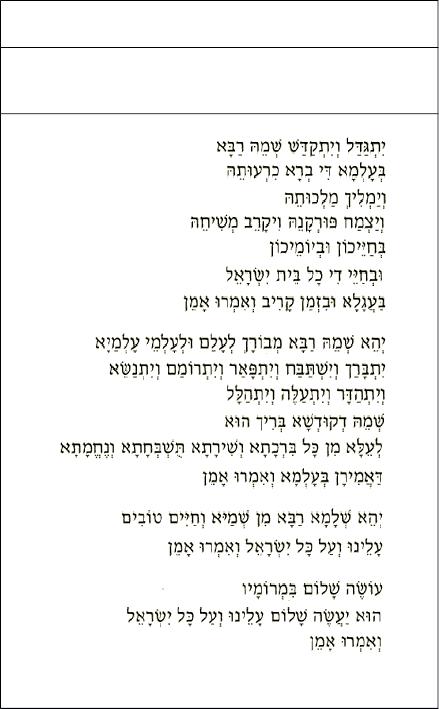 יִתְגַּדַּל וְיִתְקַדַּשׁ שְׁמֵהּ רַבָּא
בְּעָלְמָא דִּי בְרָא כִרְעוּתֵהּ
וְיַמְלִיךְ מַלְכוּתֵהּ
וְיַצְמַח פּוּרְקָנֵהּ וִיקָרֵב מְשִׁיחֵהּ
בְּחַיֵּיכוֹן וּבְיוֹמֵיכוֹן
וּבְחַיֵּי דִי כָל בֵּית יִשְׂרָאֵל
בַּעֲגָלָא וּבִזְמַן קָרִיב וְאִמְרוּ אָמֵן
יְהֵא שְׁמֵהּ רַבָּא מְבוֹרָךְ לְעָלַם וּלְעָלְמֵי עָלְמַיָּא
יִתְבָּרַךְ וְיִשְׁתַּבַּח וְיִתְפָּאַר וְיִתְרוֹמַם וְיִתְנַשֵּׂא
וְיִתְהַדָּר וְיִתְעַלֶּה וְיִתְהַלָּל
שְׁמֵהּ דְקוּדְשָׁא בְּרִיךְ הוּא
לְעֵלָּא מִן כָּל בִּרְכָתָא וְשִׁירָתָא תֻּשְׁבְּחָתָא וְנֶחֱמָתָא
דַּאֲמִירָן בְּעָלְמָא וְאִמְרוּ אָמֵן
יְהֵא שְׁלָמָא רַבָּא מִן שְׁמַיָּא וְחַיִּים טוֹבִים
עָלֵינוּ וְעַל כָּל יִשְׂרָאֵל וְאִמְרוּ אָמֵן
עוֹשֶׂה שָׁלוֹם בִּמְרוֹמָיו
הוּא יַעֲשֶׂה שָׁלוֹם עָלֵינוּ וְעַל כָּל יִשְׂרָאֵל
וְאִמְרוּ אָמֵן